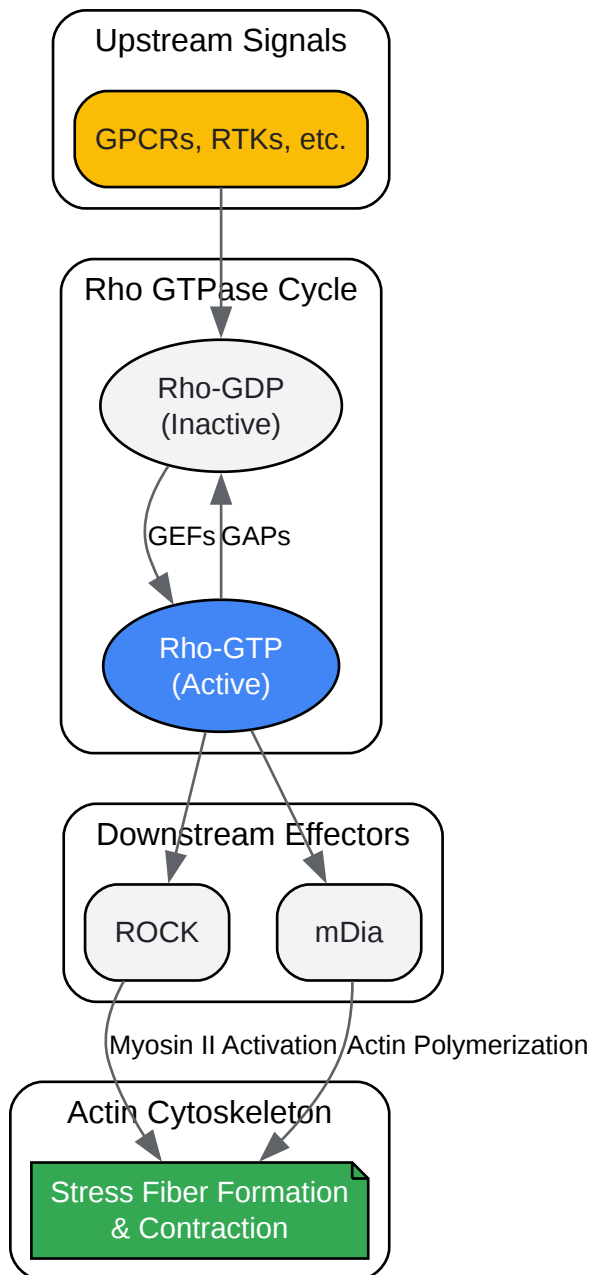 Upstream Signals
GPCRs, RTKs, etc.
Rho GTPase Cycle
Rho-GDP
(Inactive)
GEFs
GAPs
Rho-GTP
(Active)
Downstream Effectors
ROCK
mDia
Myosin II Activation
Actin Polymerization
Actin Cytoskeleton
Stress Fiber Formation
& Contraction